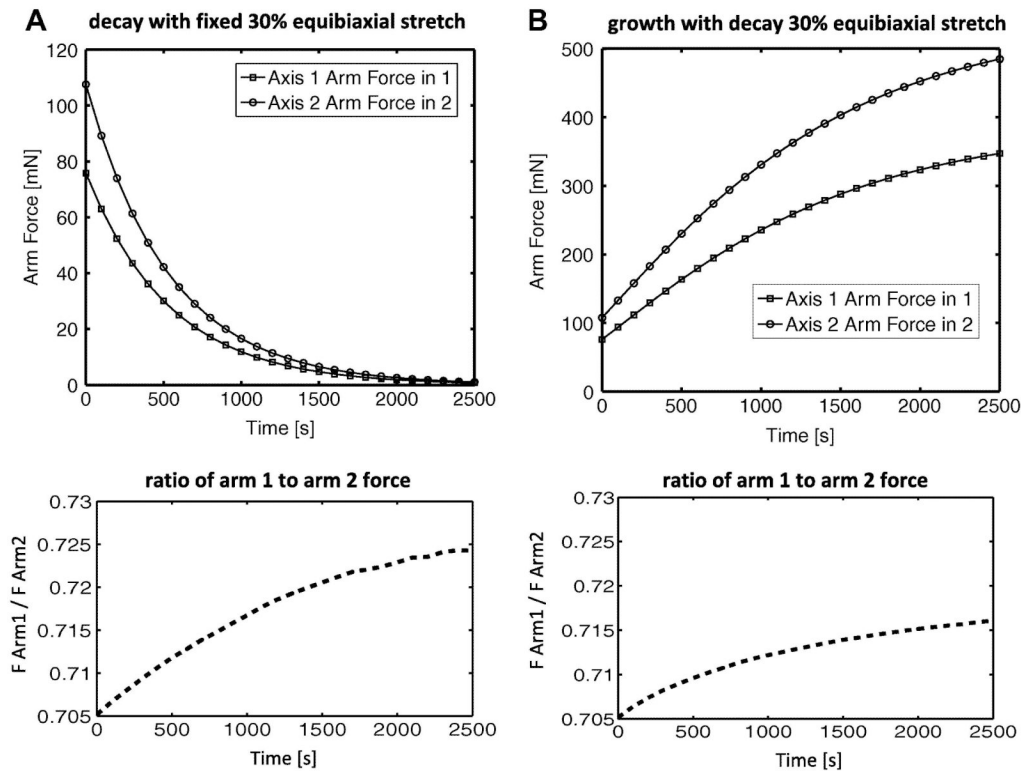 A decay with fixed 30% equibiaxial stretch
120
100
80
60
40
20
0
Arm Force [mN]
Axis 1 Arm Force in 1
Axis 2 Arm Force in 2
0 500 1000 1500 2000 2500
Time [s]
B growth with decay 30% equibiaxial stretch
500
400
300
200
100
0
Arm Force [mN]
Axis 1 Arm Force in 1
Axis 2 Arm Force in 2
0 500 1000 1500 2000 2500
Time [s]
ratio of arm 1 to arm 2 force
0.73
0.725
0.72
0.715
0.71
0.705
F Arm1 / F Arm2
0 500 1000 1500 2000 2500
Time [s]
ratio of arm 1 to arm 2 force
0.73
0.725
0.72
0.715
0.71
0.705
F Arm1 / F Arm2
0 500 1000 1500 2000 2500
Time [s]